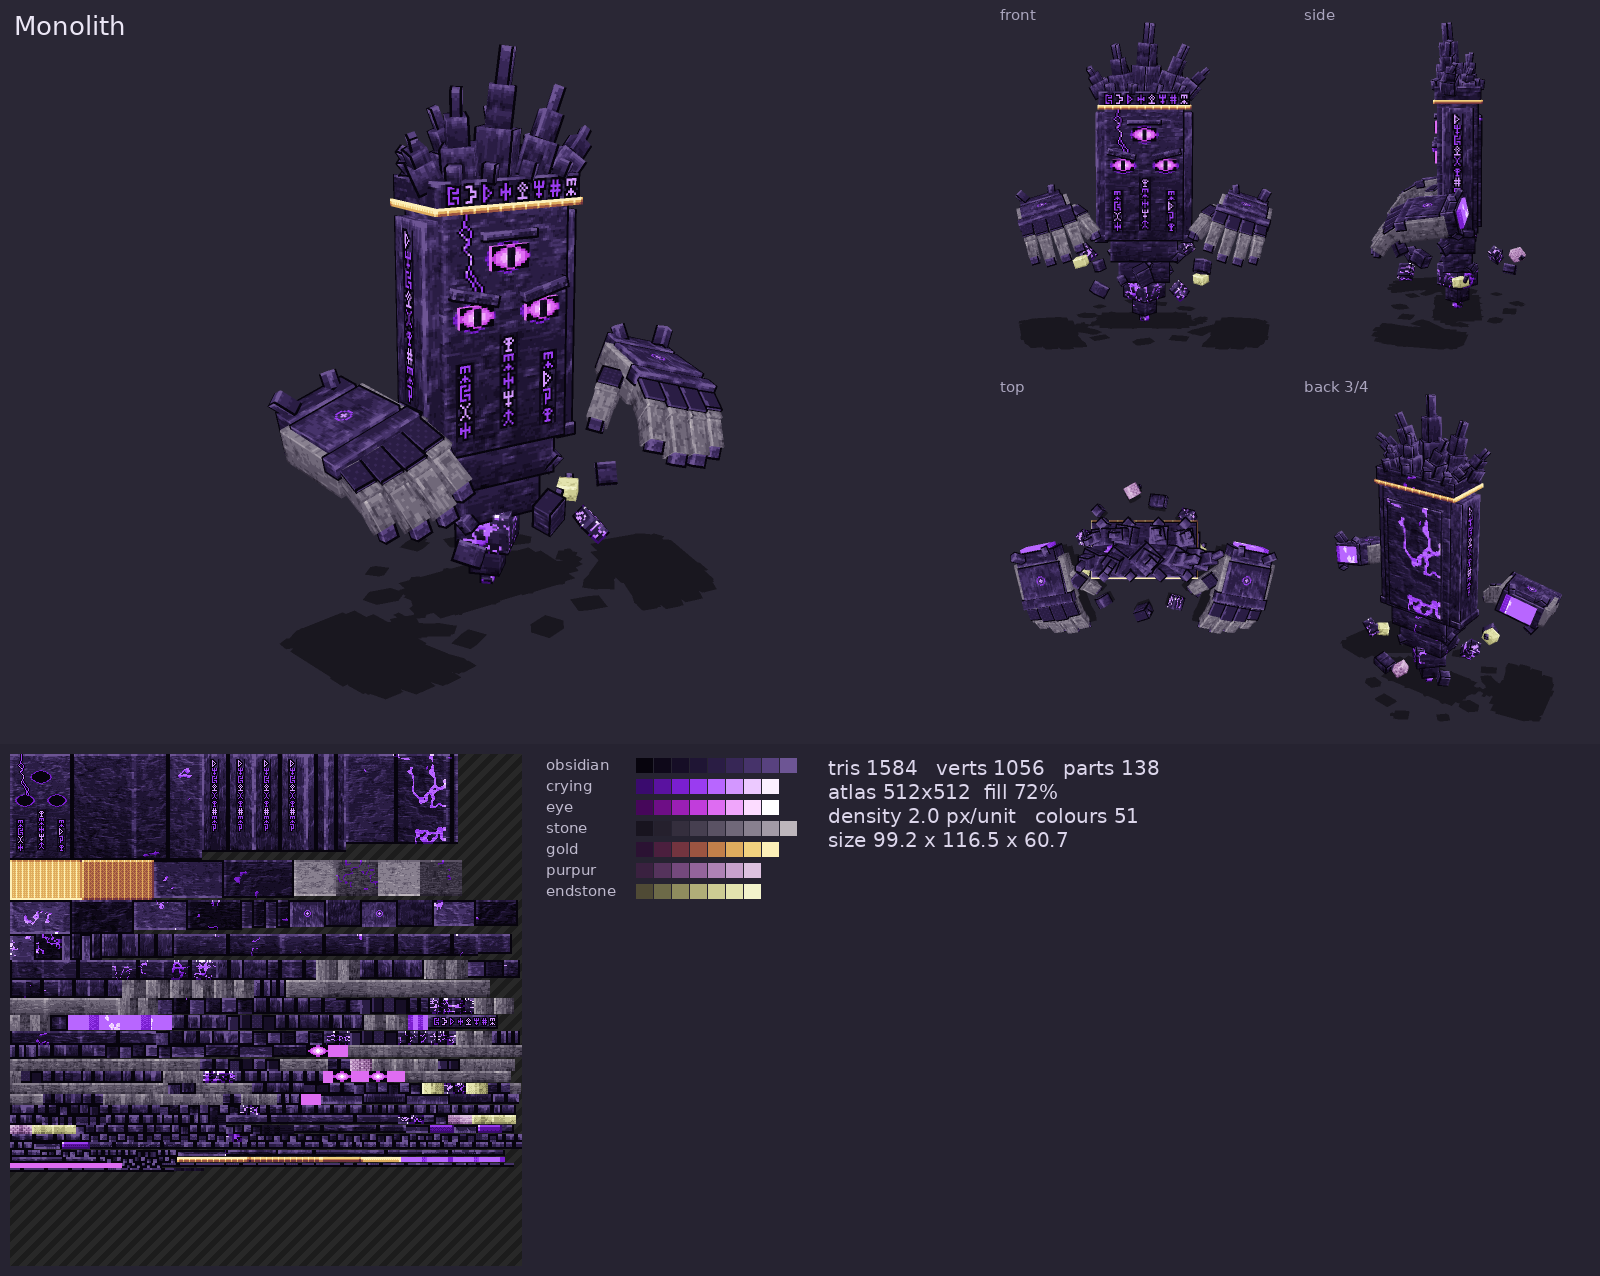 Monolith
front
side
top
back 3/4
obsidian
crying
eye
stone
gold
purpur
endstone
tris 1584 verts 1056 parts 138
atlas 512x512 fill 72%
density 2.0 px/unit colours 51
size 99.2 x 116.5 x 60.7